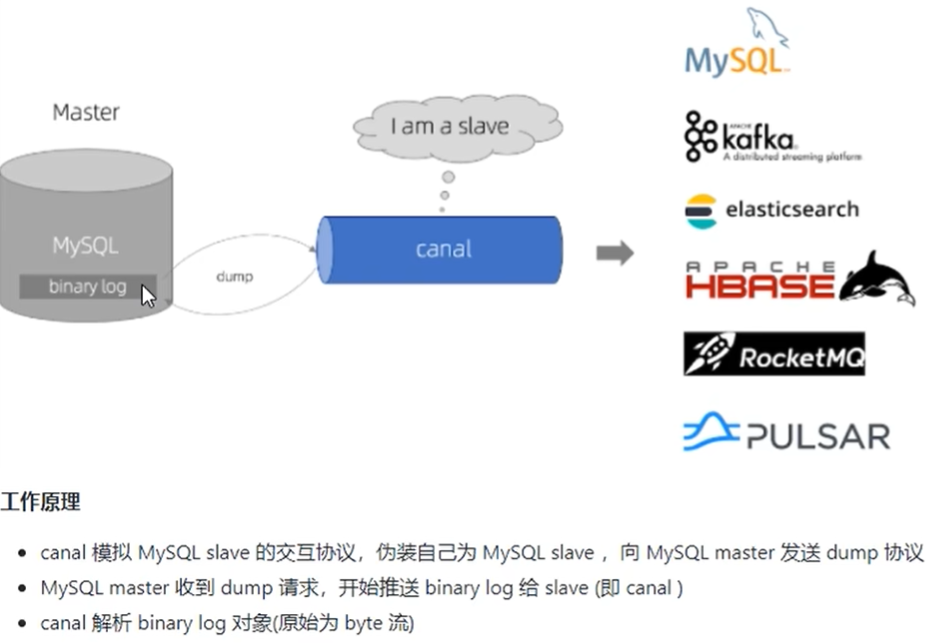 MySQL
Master
I am a slave
APACHE
kafka
A distributed streaming platform
elasticsearch
MySQL
canal
binary log
dump
APACHE
HBASE
RocketMQ
PULSAR
工作原理
canal 模拟 MySQL slave 的交互协议，伪装自己为 MySQL slave ，向 MySQL master 发送 dump 协议
MySQL master 收到 dump 请求，开始推送 binary log 给 slave (即 canal )
canal 解析 binary log 对象(原始为 byte 流)